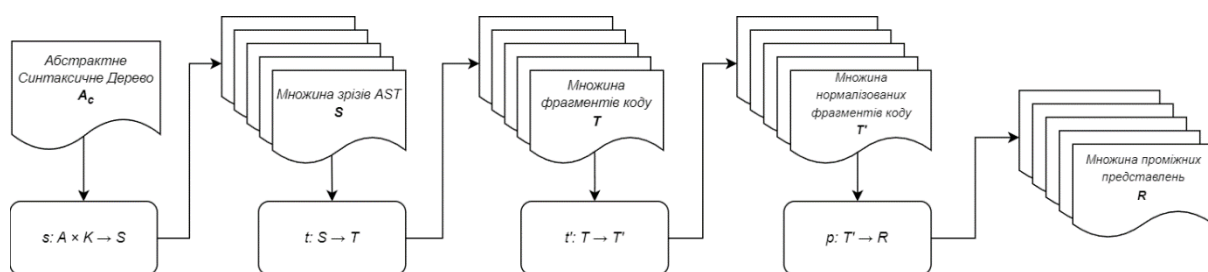 Абстрактне
Синтаксичне Дерево
A_c
Множина зрізів AST
S
Множина
фрагментів коду
T
Множина
нормалізованих
фрагментів коду
T'
Множина проміжних
представлень
R
s: A × K → S
t: S → T
t': T → T'
p: T' → R